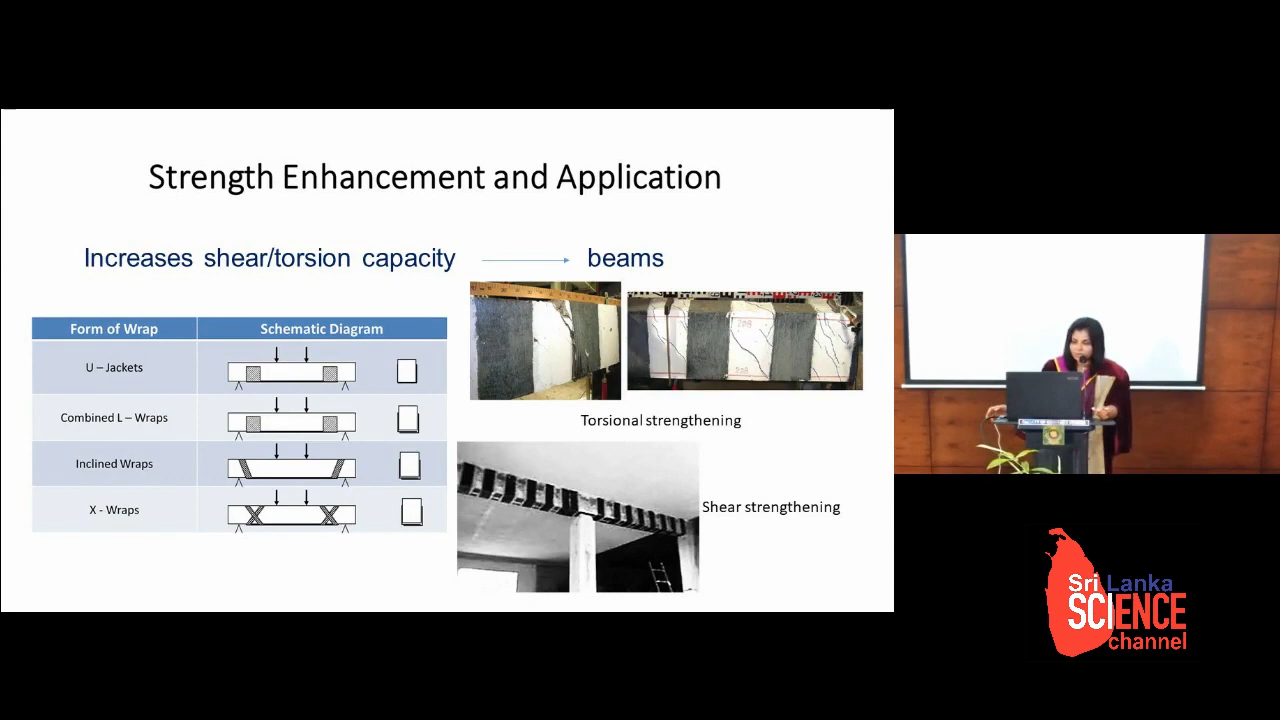 Strength Enhancement and Application
Increases shear/torsion capacity
beams
Form of Wrap
Schematic Diagram
U – Jackets
Combined L – Wraps
Inclined Wraps
X - Wraps
Torsional strengthening
Shear strengthening
Sri Lanka
SCIENCE
channel